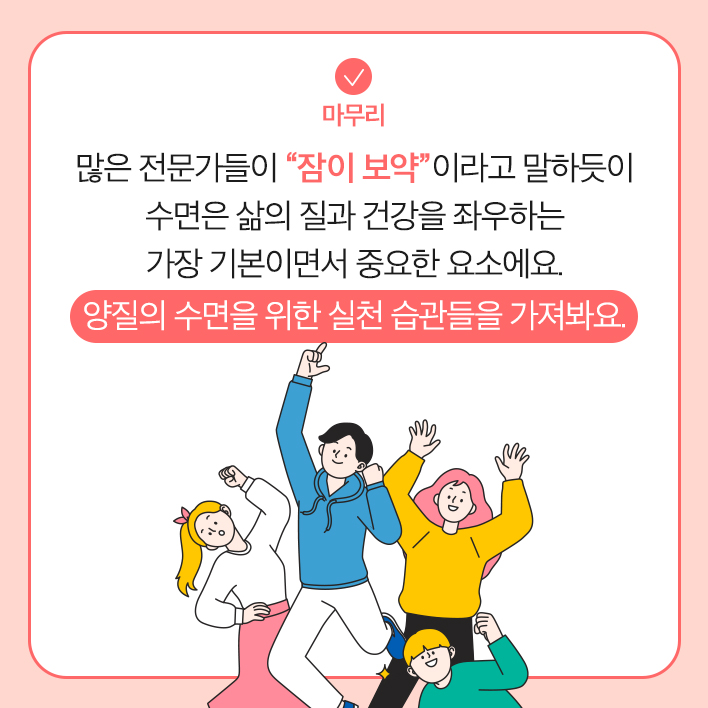 마무리
많은 전문가들이 “잠이 보약”이라고 말하듯이
수면은 삶의 질과 건강을 좌우하는
가장 기본이면서 중요한 요소에요.
양질의 수면을 위한 실천 습관들을 가져봐요.